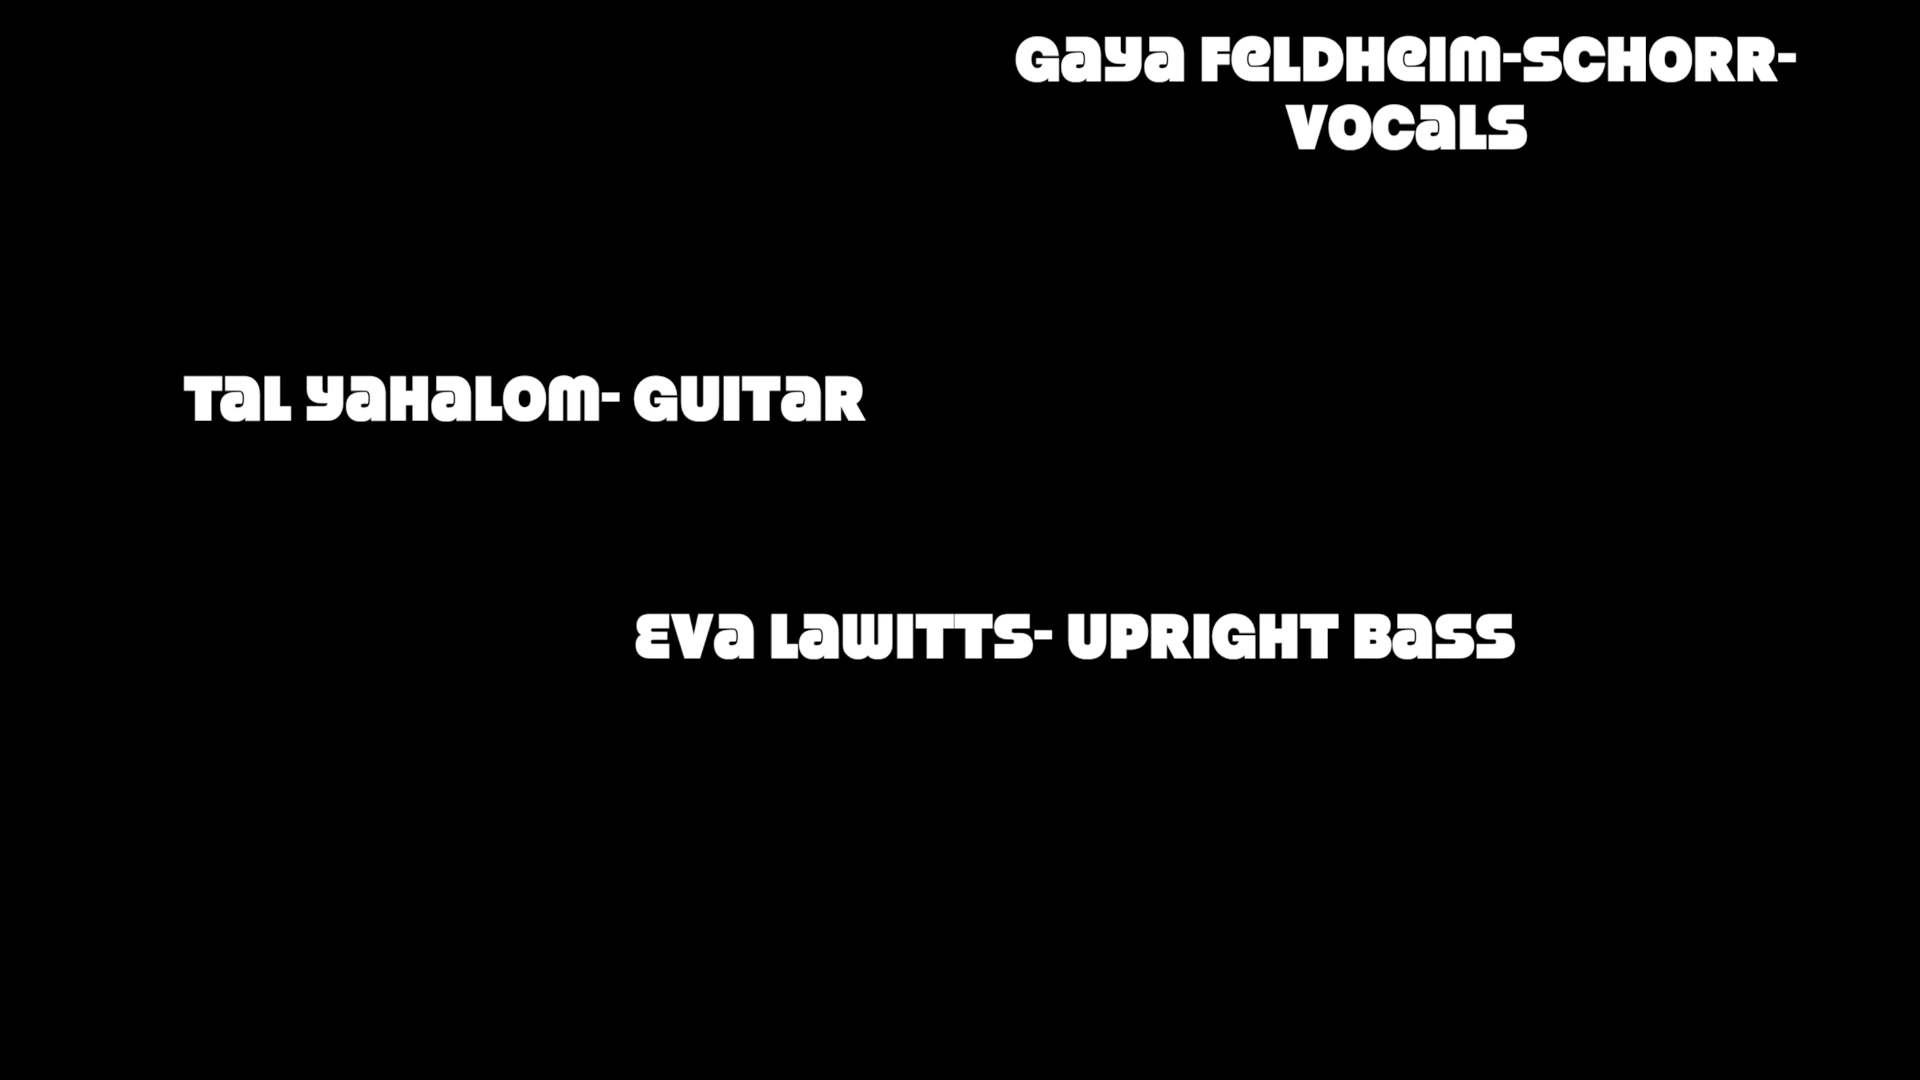 Gaya Feldheim-Schorr-
Vocals
Tal Yahalom- Guitar
Eva Lawitts- Upright Bass